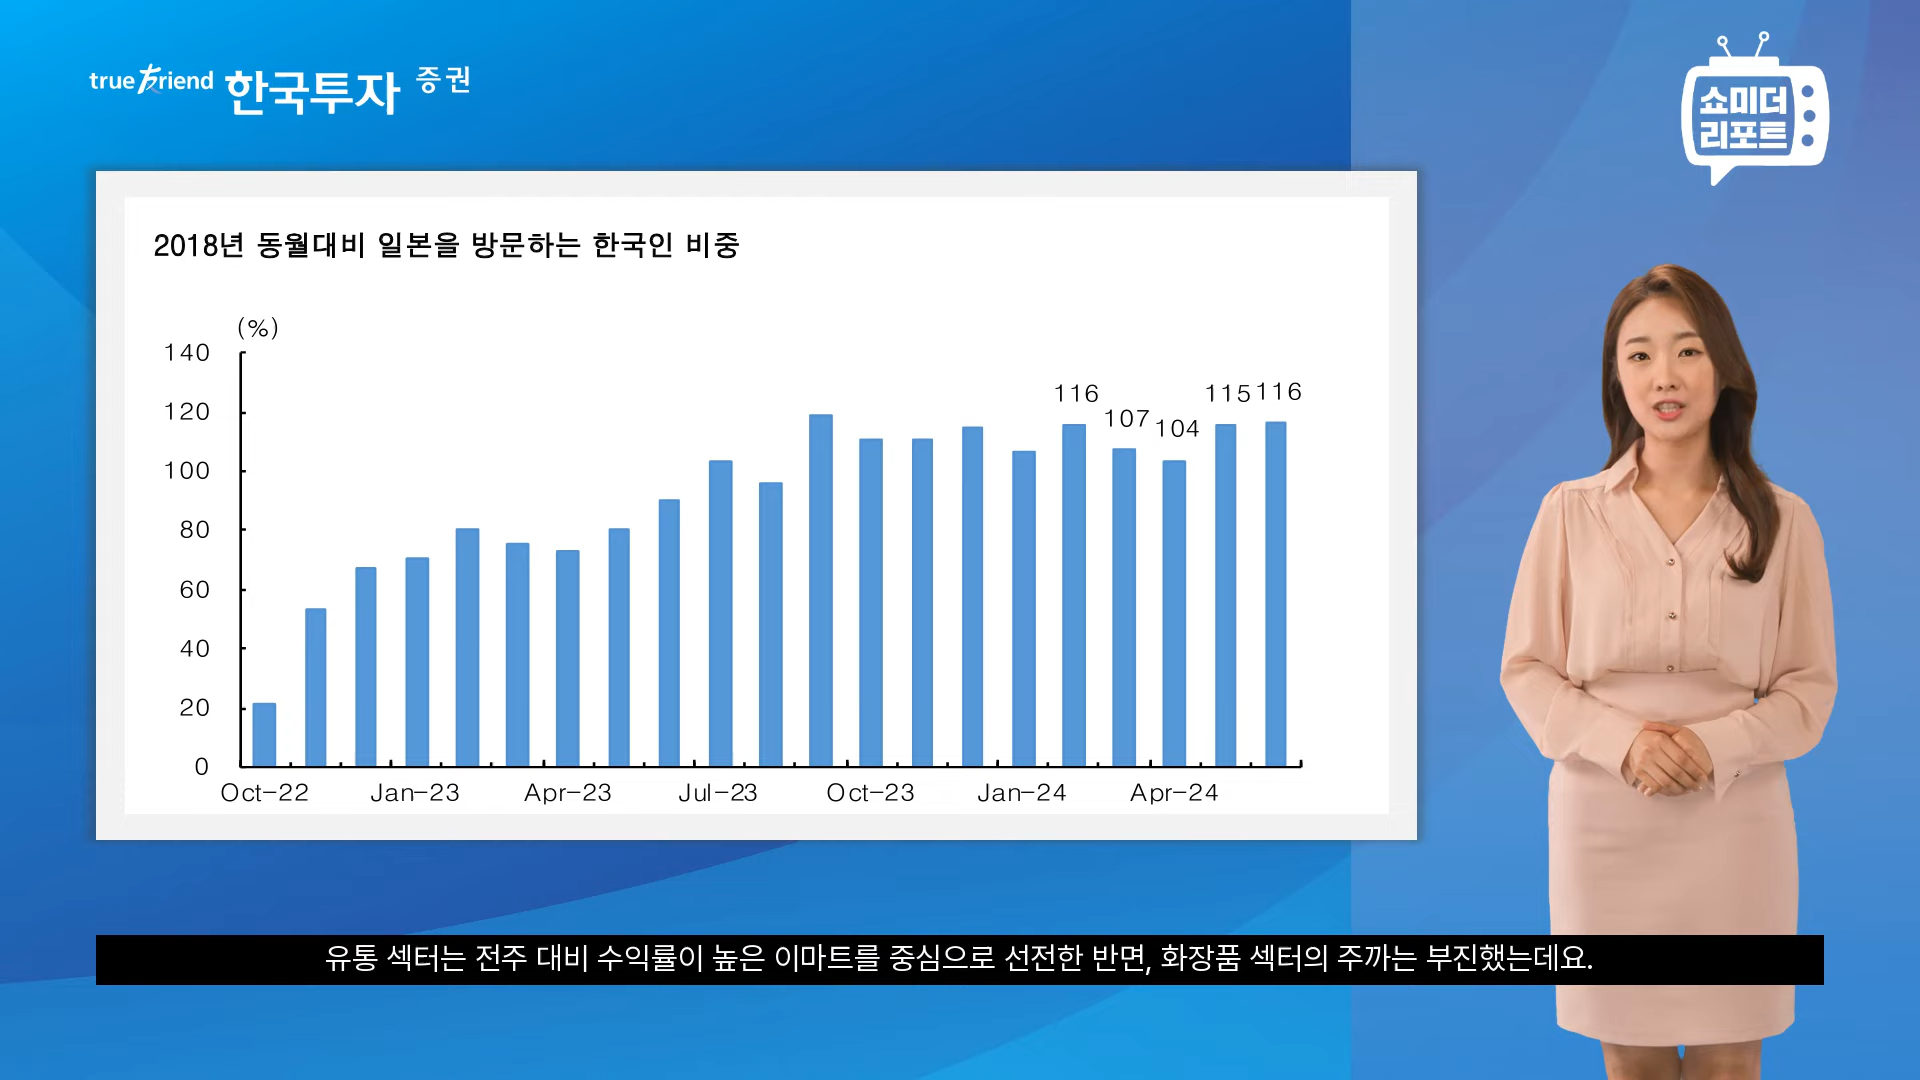 true friend 한국투자 증권
쇼미더
리포트
2018년 동월대비 일본을 방문하는 한국인 비중
(%)
140
120
100
80
60
40
20
0
116
107
104
115
116
Oct-22 Jan-23 Apr-23 Jul-23 Oct-23 Jan-24 Apr-24
유통 섹터는 전주 대비 수익률이 높은 이마트를 중심으로 선전한 반면, 화장품 섹터의 주까는 부진했는데요.